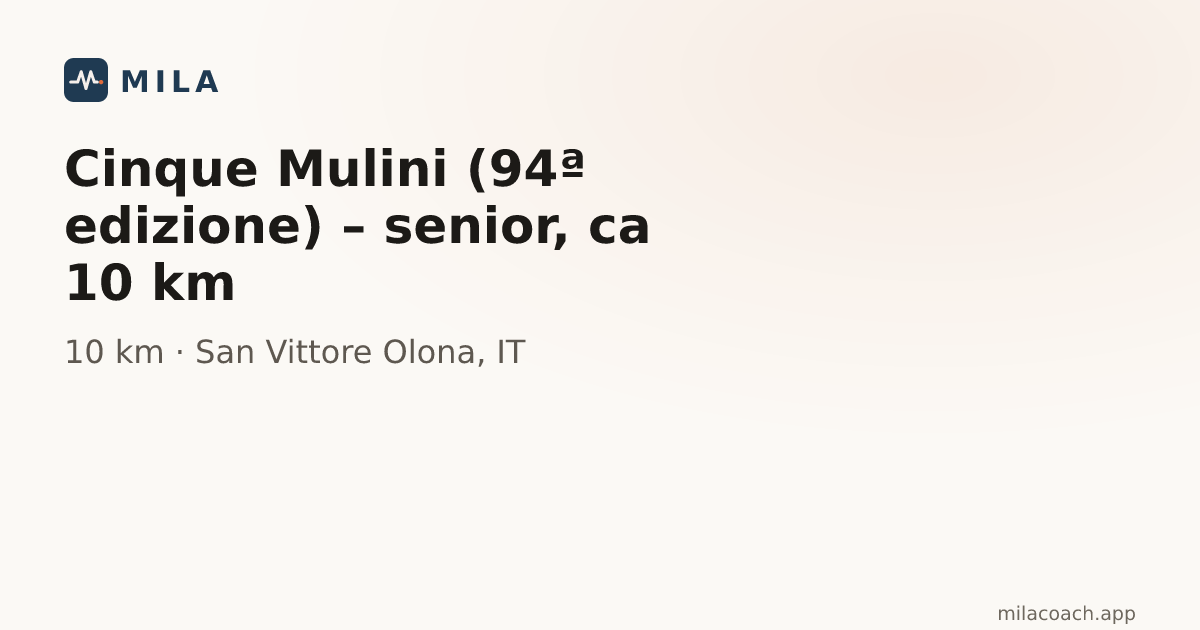 MILA
Cinque Mulini (94ª
edizione) – senior, ca
10 km
10 km · San Vittore Olona, IT
milacoach.app